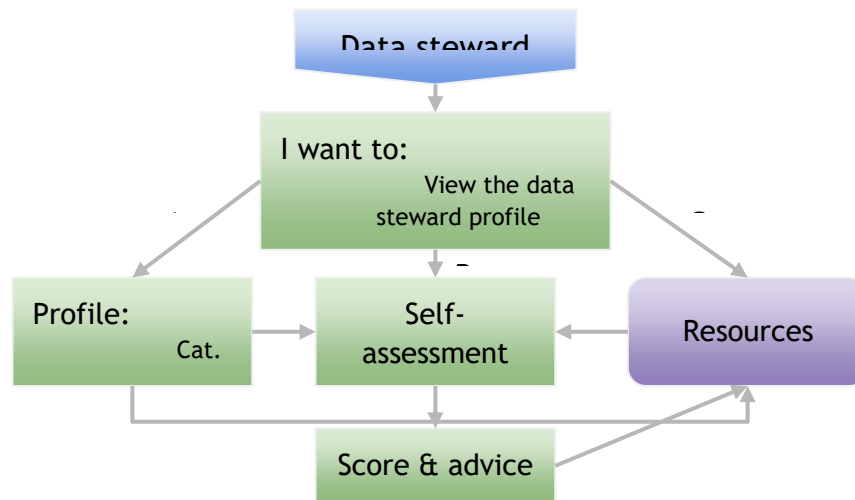 Data steward
I want to:
View the data
steward profile
Profile:
Cat.
Self-
assessment
Resources
Score & advice